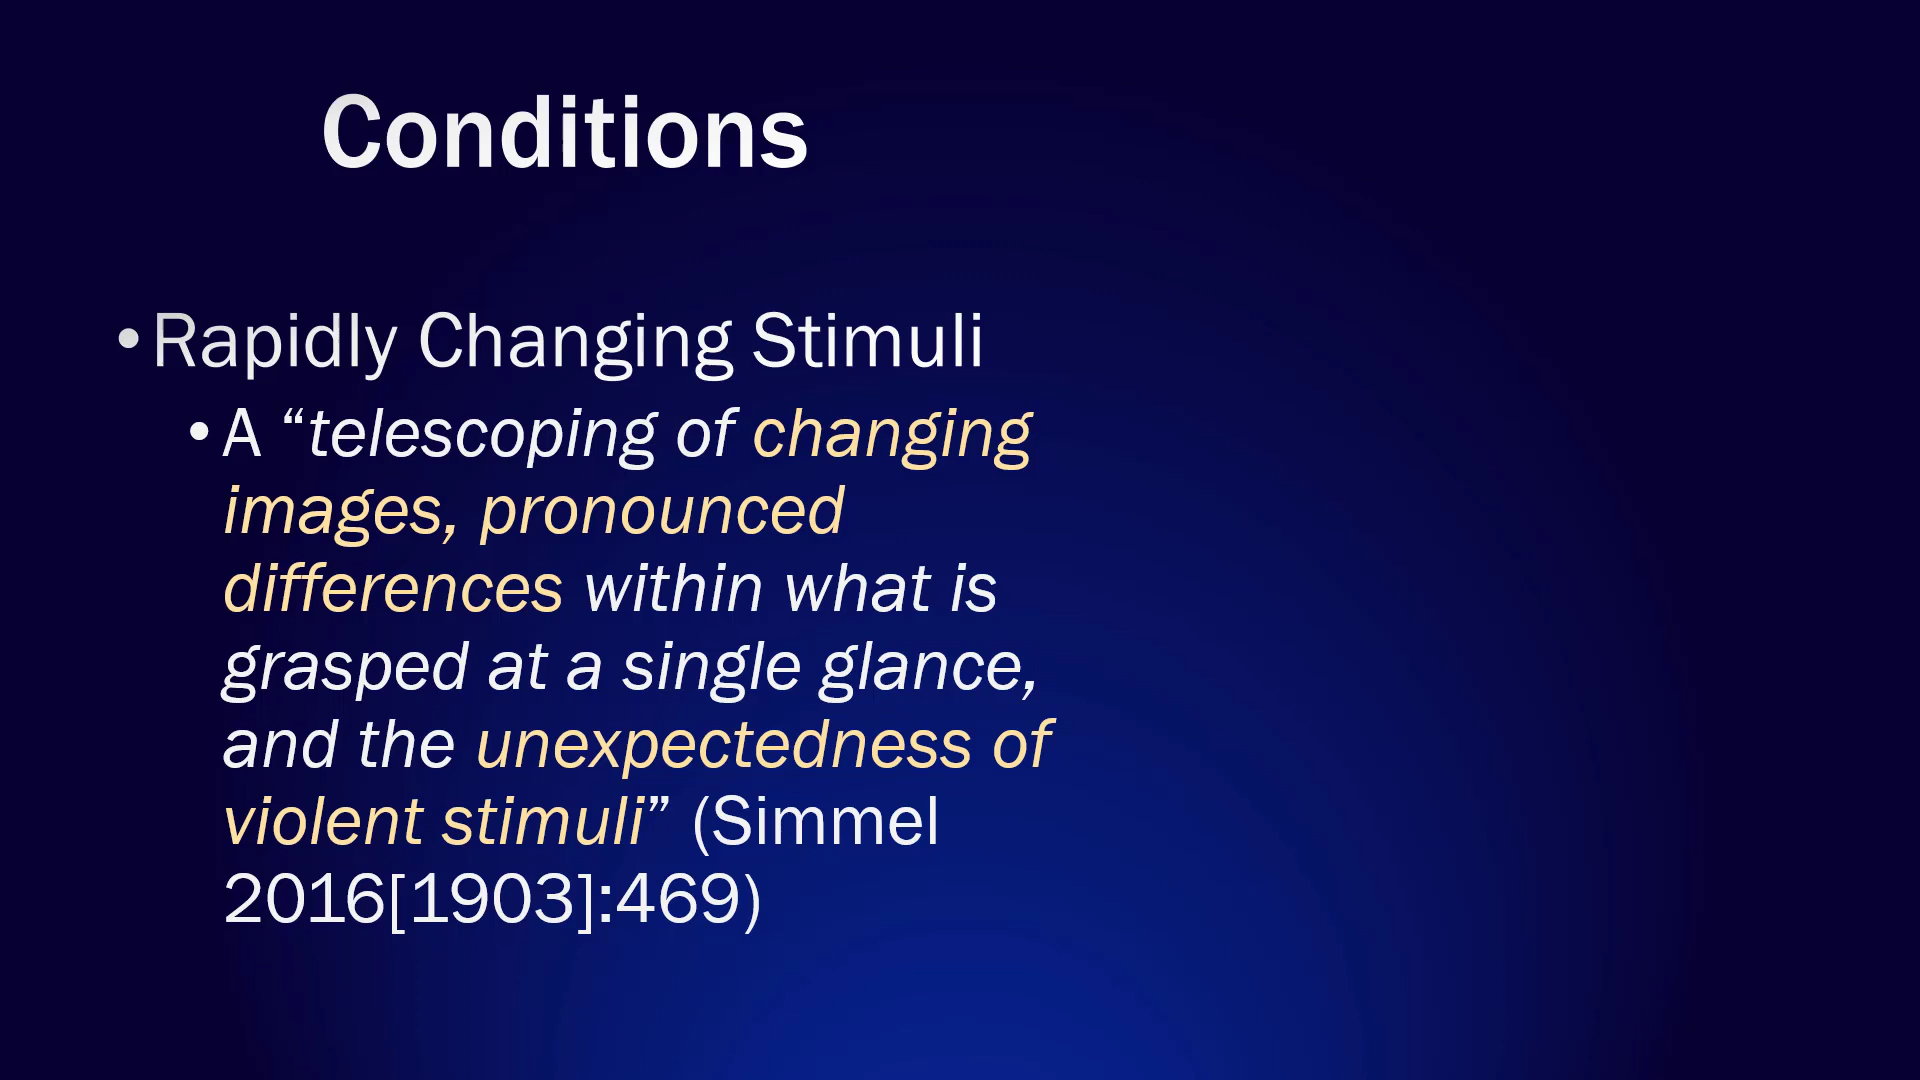 Conditions
•Rapidly Changing Stimuli
•A “telescoping of changing
images, pronounced
differences within what is
grasped at a single glance,
and the unexpectedness of
violent stimuli” (Simmel
2016[1903]:469)